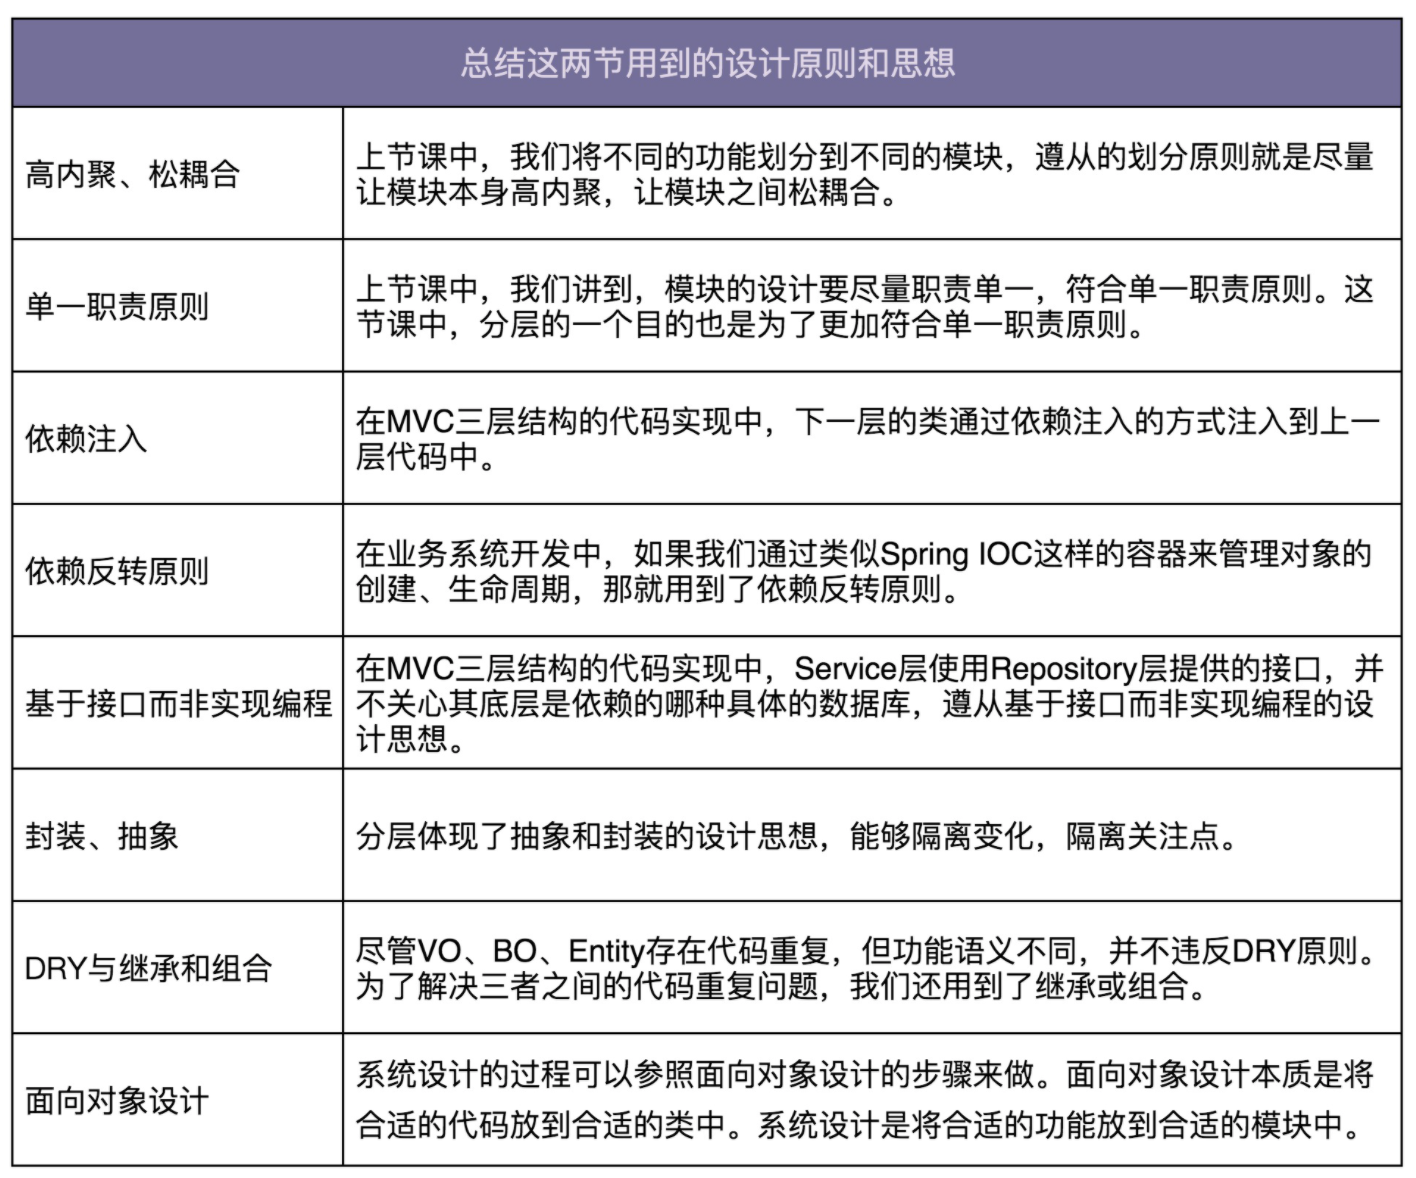 总结这两节用到的设计原则和思想
高内聚、松耦合
上节课中，我们将不同的功能划分到不同的模块，遵从的划分原则就是尽量
让模块本身高内聚，让模块之间松耦合。
单一职责原则
上节课中，我们讲到，模块的设计要尽量职责单一，符合单一职责原则。这
节课中，分层的一个目的也是为了更加符合单一职责原则。
依赖注入
在MVC三层结构的代码实现中，下一层的类通过依赖注入的方式注入到上一
层代码中。
依赖反转原则
在业务系统开发中，如果我们通过类似Spring IOC这样的容器来管理对象的
创建、生命周期，那就用到了依赖反转原则。
基于接口而非实现编程
在MVC三层结构的代码实现中，Service层使用Repository层提供的接口，并
不关心其底层是依赖的哪种具体的数据库，遵从基于接口而非实现编程的设
计思想。
封装、抽象
分层体现了抽象和封装的设计思想，能够隔离变化，隔离关注点。
DRY与继承和组合
尽管VO、BO、Entity存在代码重复，但功能语义不同，并不违反DRY原则。
为了解决三者之间的代码重复问题，我们还用到了继承或组合。
面向对象设计
系统设计的过程可以参照面向对象设计的步骤来做。面向对象设计本质是将
合适的代码放到合适的类中。系统设计是将合适的功能放到合适的模块中。